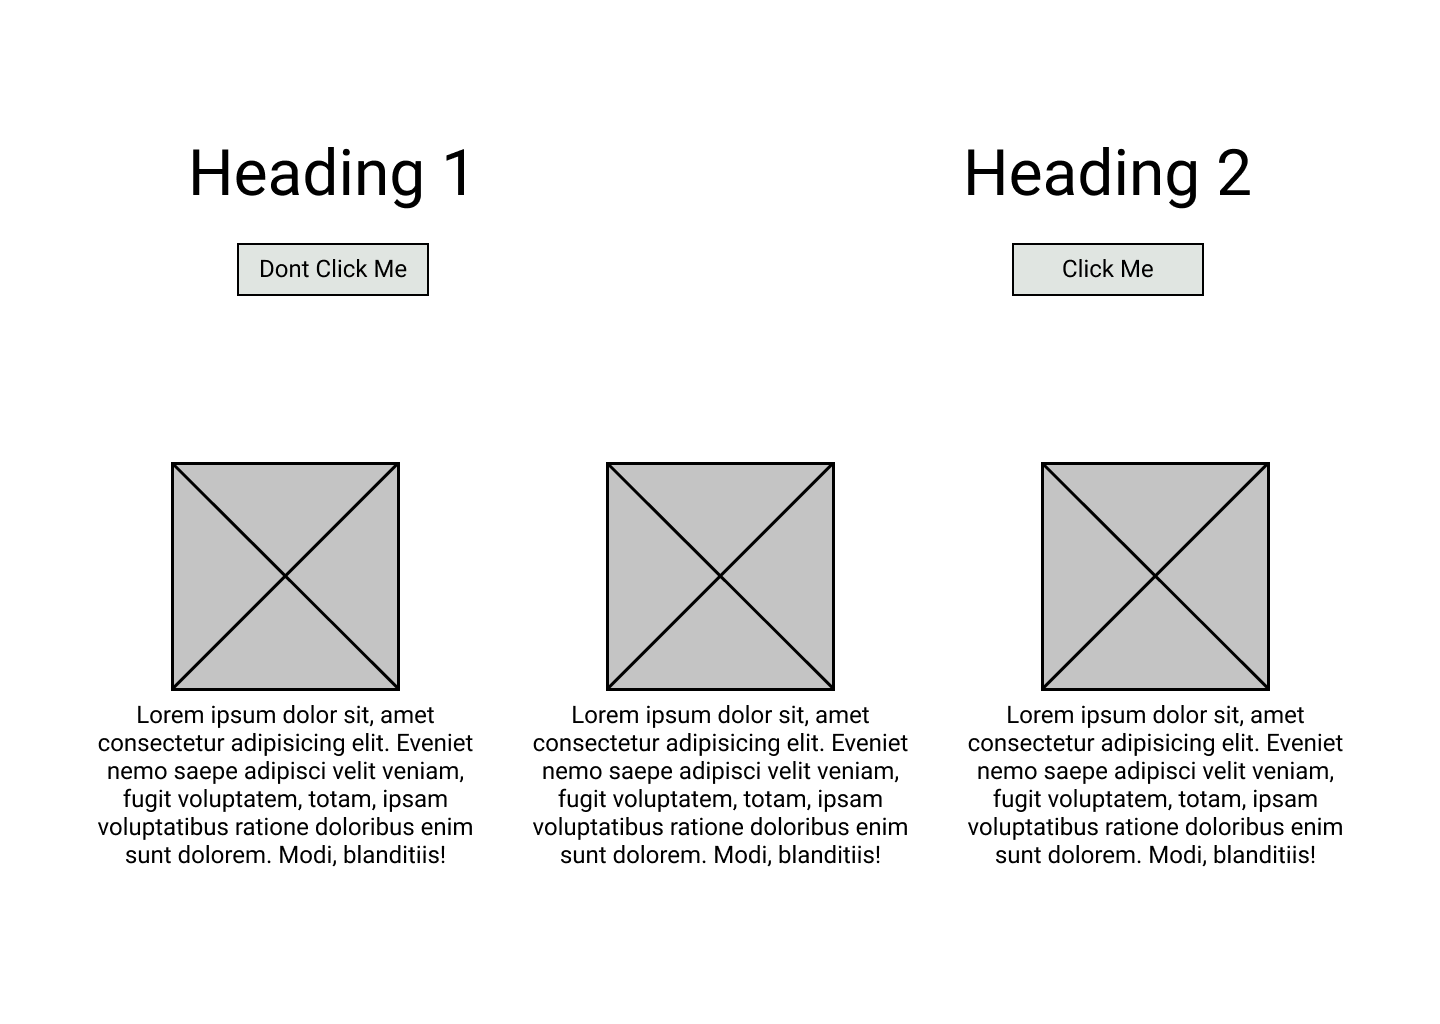 Heading 1
Dont Click Me
Heading 2
Click Me
Lorem ipsum dolor sit, amet
consectetur adipisicing elit. Eveniet
nemo saepe adipisci velit veniam,
fugit voluptatem, totam, ipsam
voluptatibus ratione doloribus enim
sunt dolorem. Modi, blanditiis!
Lorem ipsum dolor sit, amet
consectetur adipisicing elit. Eveniet
nemo saepe adipisci velit veniam,
fugit voluptatem, totam, ipsam
voluptatibus ratione doloribus enim
sunt dolorem. Modi, blanditiis!
Lorem ipsum dolor sit, amet
consectetur adipisicing elit. Eveniet
nemo saepe adipisci velit veniam,
fugit voluptatem, totam, ipsam
voluptatibus ratione doloribus enim
sunt dolorem. Modi, blanditiis!